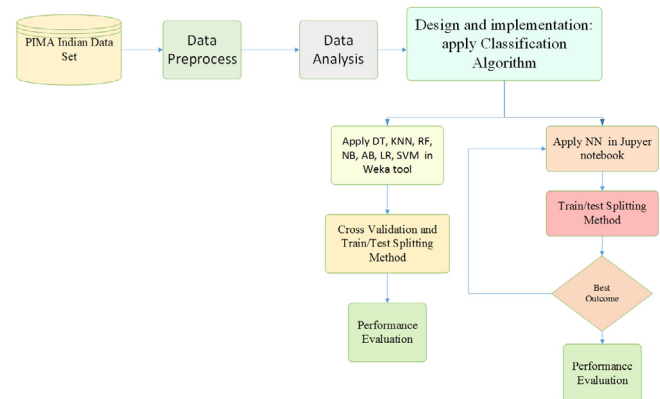 PIMA Indian Data
Set
Data
Preprocess
Data
Analysis
Design and implementation:
apply Classification
Algorithm
Apply DT, KNN, RF,
NB, AB, LR, SVM in
Weka tool
Cross Validation and
Train/Test Splitting
Method
Performance
Evaluation
Apply NN in Jupyer
notebook
Train/test Splitting
Method
Best
Outcome
Performance
Evaluation